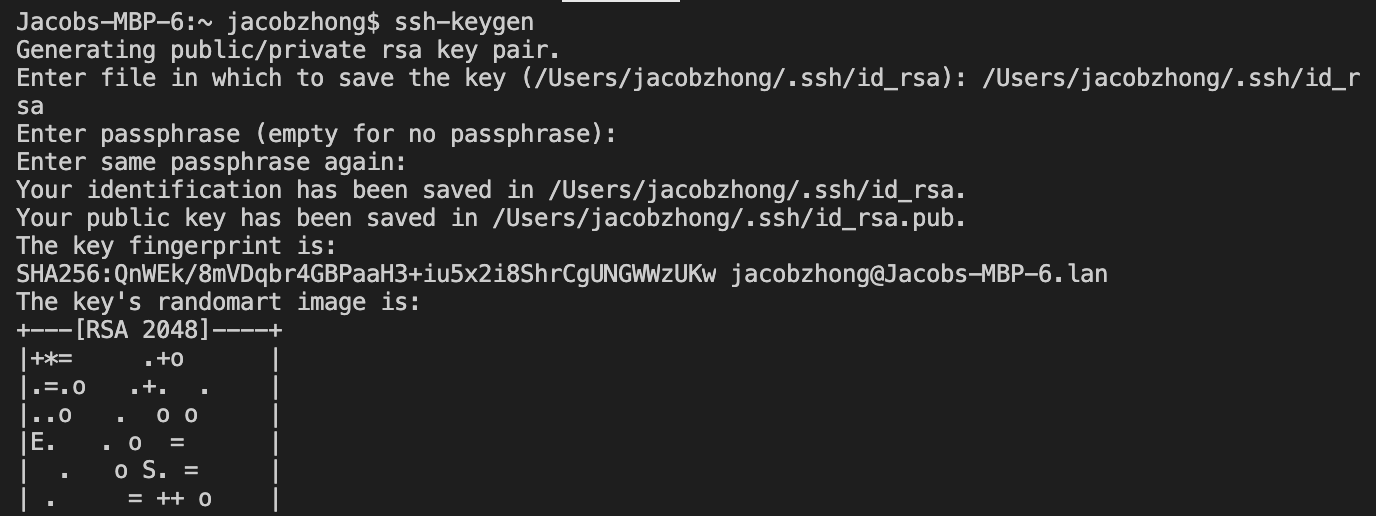 Jacobs-MBP-6:~ jacobzhong$ ssh-keygen
Generating public/private rsa key pair.
Enter file in which to save the key (/Users/jacobzhong/.ssh/id_rsa): /Users/jacobzhong/.ssh/id_r
sa
Enter passphrase (empty for no passphrase):
Enter same passphrase again:
Your identification has been saved in /Users/jacobzhong/.ssh/id_rsa.
Your public key has been saved in /Users/jacobzhong/.ssh/id_rsa.pub.
The key fingerprint is:
SHA256:QnWEk/8mVDqbr4GBPaaH3+iu5x2i8ShrCgUNGWWzUKw jacobzhong@Jacobs-MBP-6.lan
The key's randomart image is:
+---[RSA 2048]----+
|+*=     .+o      |
|.=.o   .+.  .    |
|..o   .  o o     |
|E.   . o  =      |
|  .   o S. =     |
| .     = ++ o    |